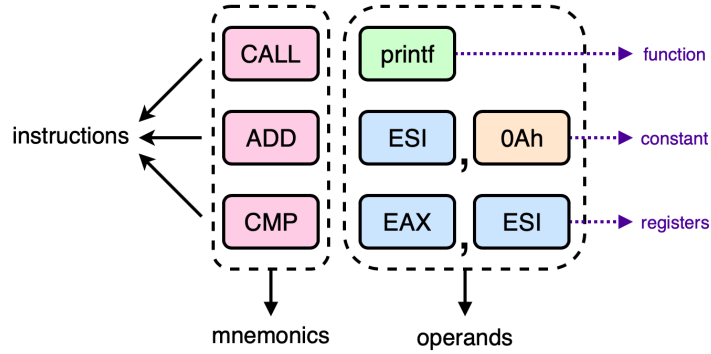 CALL printf function
instructions ADD ESI , 0Ah constant
CMP EAX , ESI registers
mnemonics operands